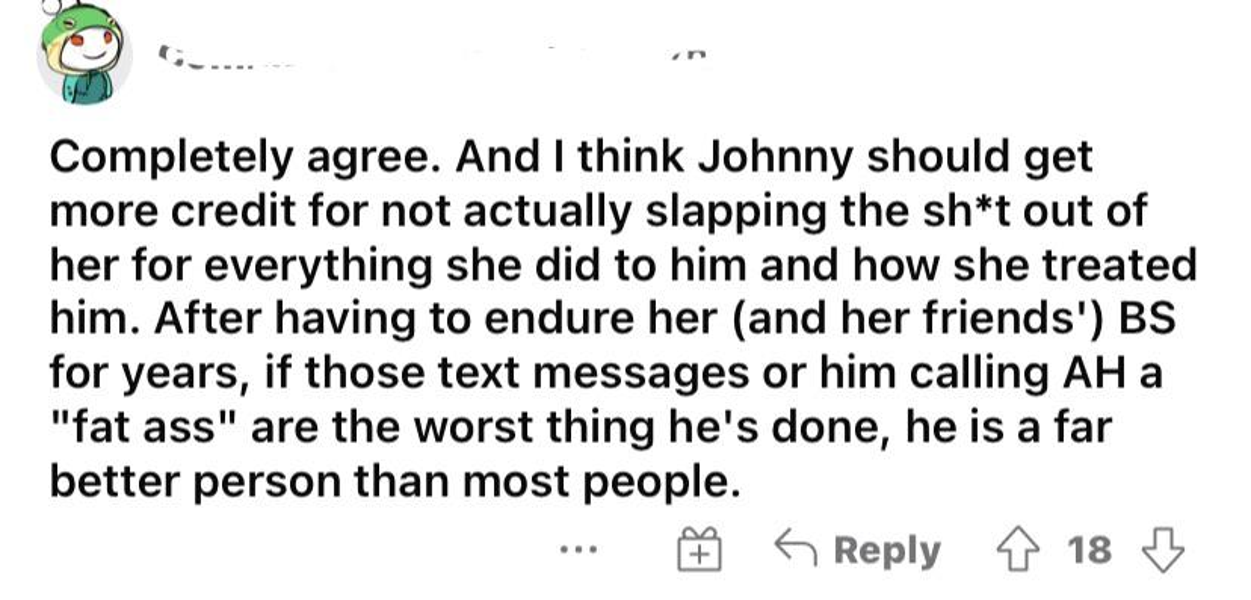 Completely agree. And I think Johnny should get
more credit for not actually slapping the sh*t out of
her for everything she did to him and how she treated
him. After having to endure her (and her friends') BS
for years, if those text messages or him calling AH a
"fat ass" are the worst thing he's done, he is a far
better person than most people.
... Reply 18